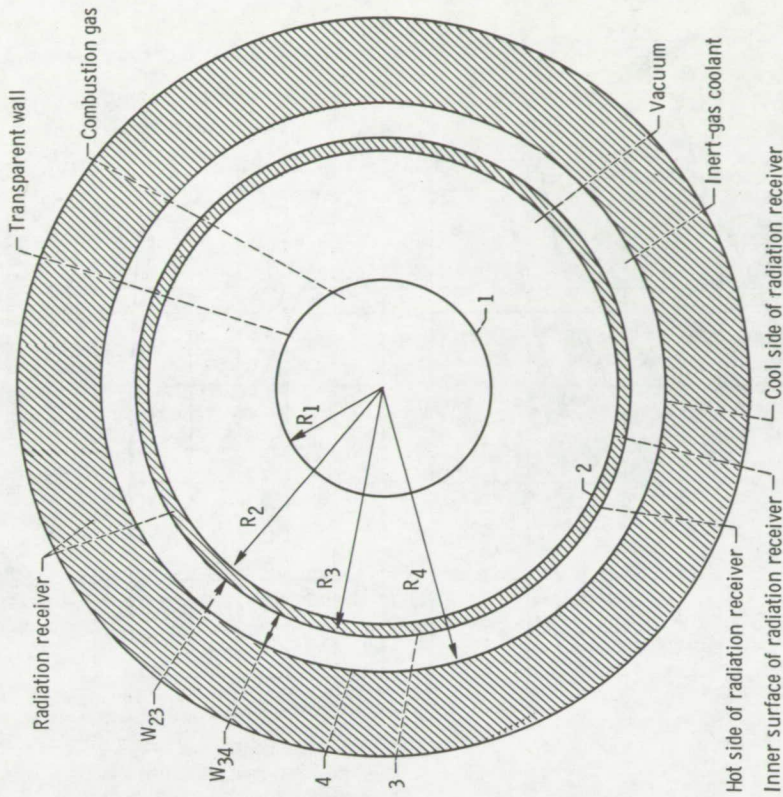 Transparent wall
Combustion gas
Radiation receiver
W23
W34
4
3
R1
R2
R3
R4
1
2
Vacuum
Inert-gas coolant
Cool side of radiation receiver
Hot side of radiation receiver
Inner surface of radiation receiver